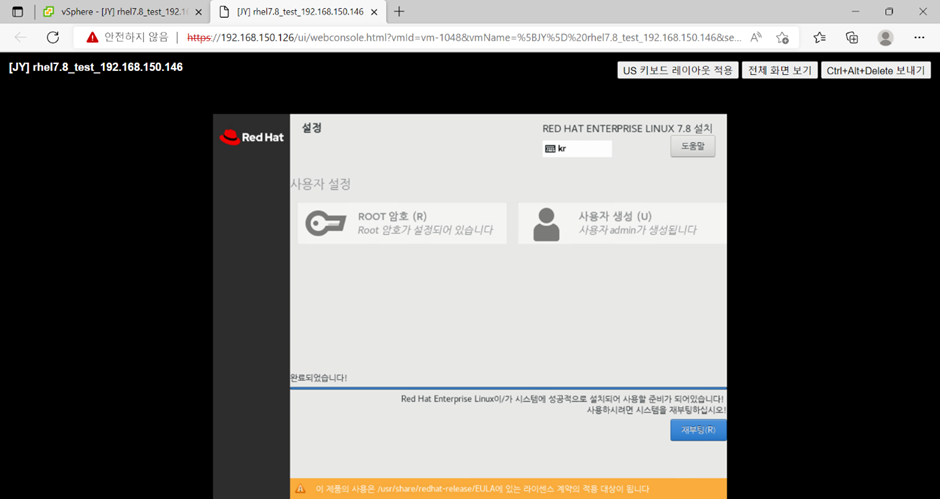 vSphere - [JY] rhel7.8_test_192.1
[JY] rhel7.8_test_192.168.150.146
안전하지 않음
https://192.168.150.126/ui/webconsole.html?vmId=vm-1048&vmName=%5BJY%5D%20rhel7.8_test_192.168.150.146&se...
[JY] rhel7.8_test_192.168.150.146
US 키보드 레이아웃 적용
전체 화면 보기
Ctrl+Alt+Delete 보내기
Red Hat
설정
RED HAT ENTERPRISE LINUX 7.8 설치
kr
도움말
사용자 설정
ROOT 암호 (R)
Root 암호가 설정되어 있습니다
사용자 생성 (U)
사용자 admin가 생성됩니다
완료되었습니다!
Red Hat Enterprise Linux이/가 시스템에 성공적으로 설치되어 사용할 준비가 되어있습니다!
사용하시려면 시스템을 재부팅하십시오!
재부팅(R)
이 제품의 사용은 /usr/share/redhat-release/EULA에 있는 라이센스 계약의 적용 대상이 됩니다